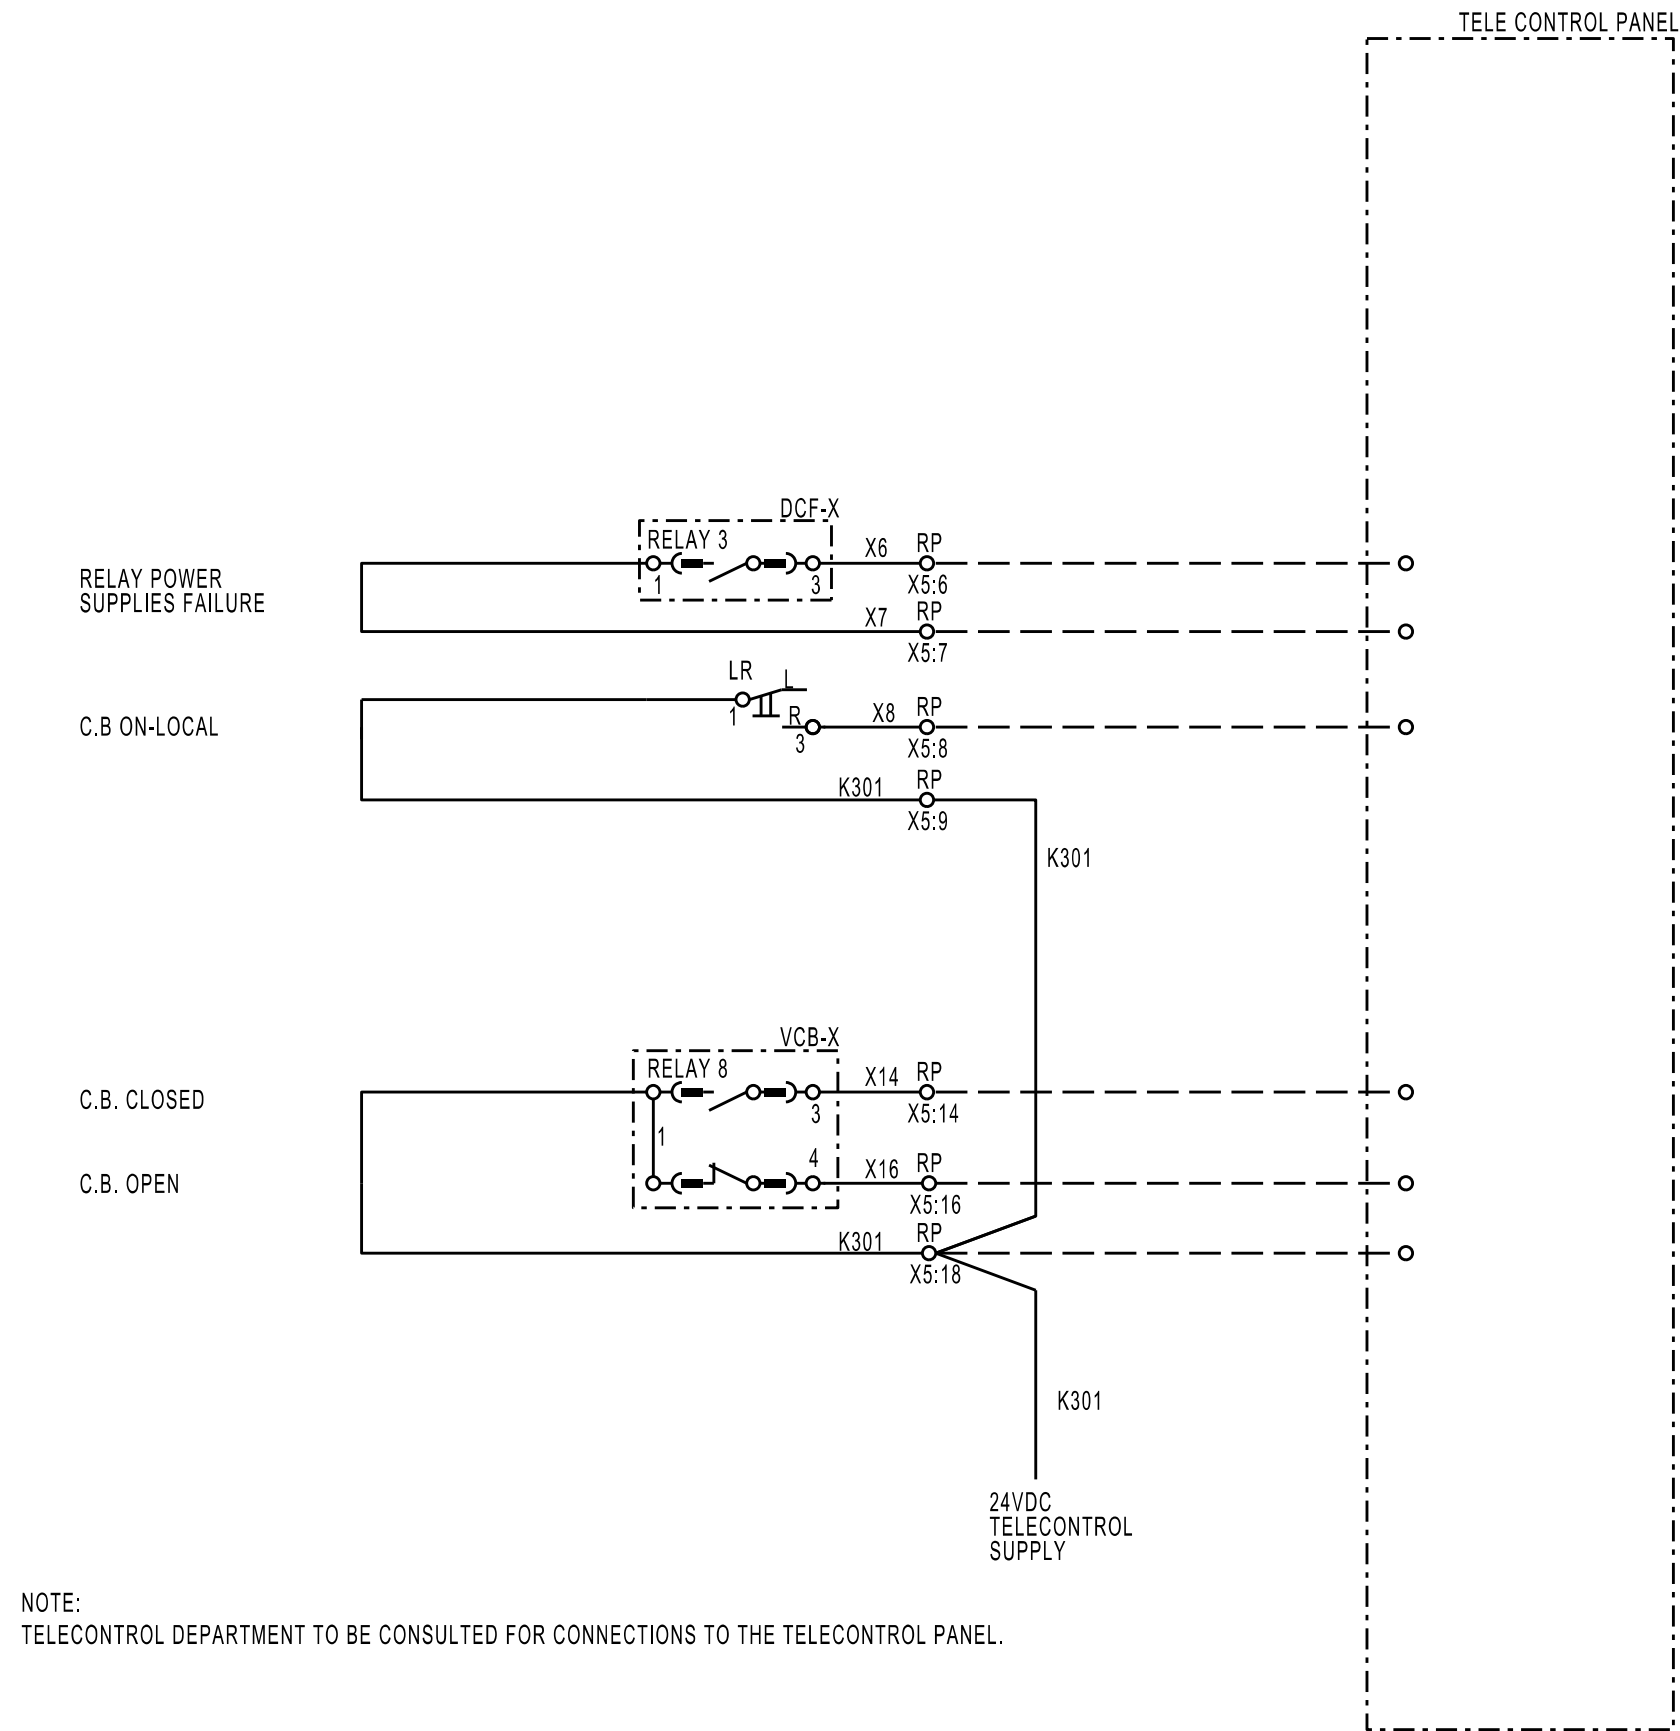 TELE CONTROL PANEL
DCF-X
RELAY 3
1
3
X6
RP
X5:6
RELAY POWER
SUPPLIES FAILURE
X7
RP
X5:7
LR
L
1
R
3
X8
RP
X5:8
C.B ON-LOCAL
K301
RP
X5:9
K301
VCB-X
RELAY 8
C.B. CLOSED
3
X14
RP
X5:14
1
4
C.B. OPEN
X16
RP
X5:16
K301
RP
X5:18
K301
24VDC
TELECONTROL
SUPPLY
NOTE:
TELECONTROL DEPARTMENT TO BE CONSULTED FOR CONNECTIONS TO THE TELECONTROL PANEL.